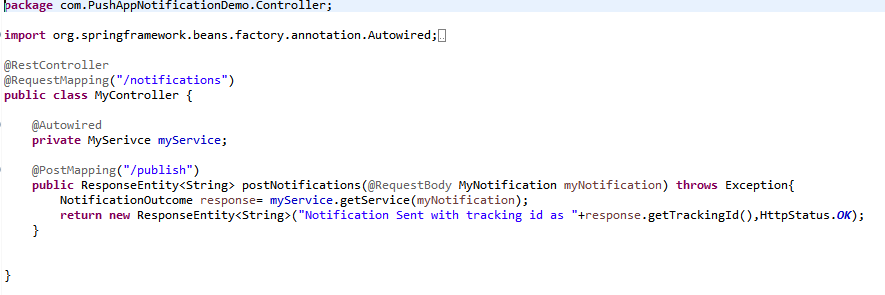 package com.PushAppNotificationDemo.Controller;
import org.springframework.beans.factory.annotation.Autowired;
@RestController
@RequestMapping("/notifications")
public class MyController {
@Autowired
private MySerivce myService;
@PostMapping("/publish")
public ResponseEntity<String> postNotifications(@RequestBody MyNotification myNotification) throws Exception{
NotificationOutcome response= myService.getService(myNotification);
return new ResponseEntity<String>("Notification Sent with tracking id as "+response.getTrackingId(),HttpStatus.OK);
}
}